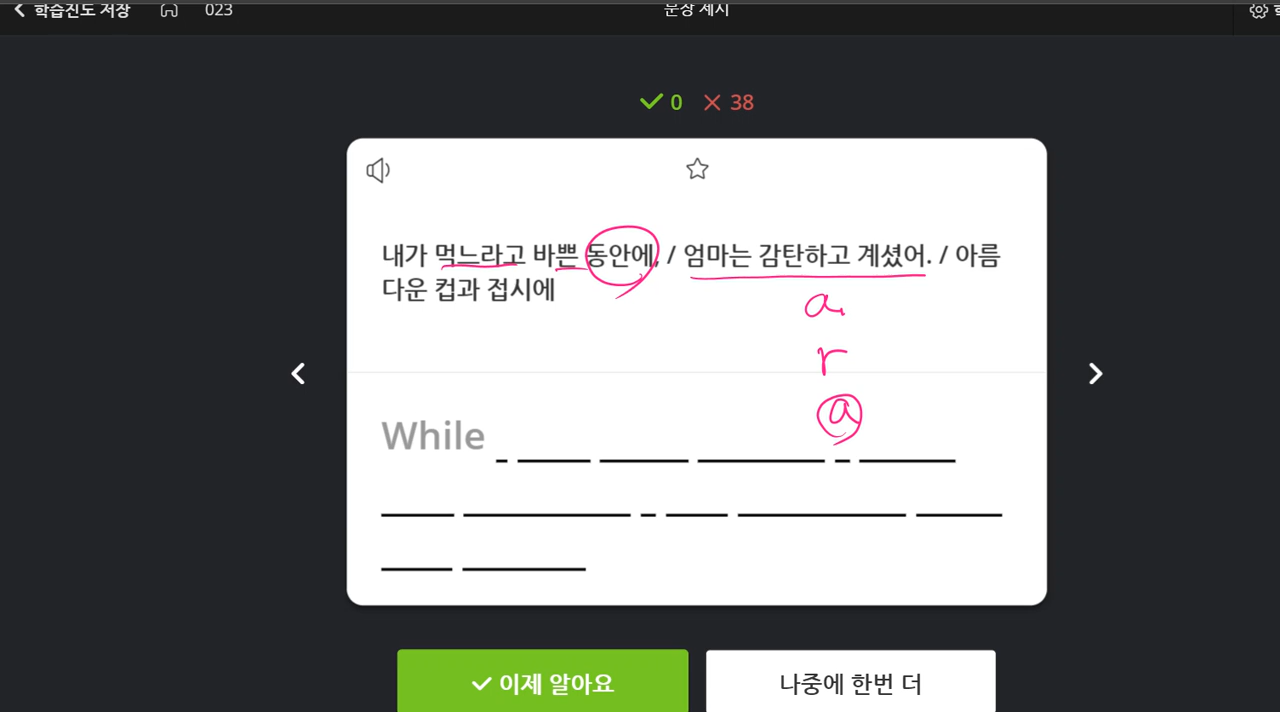 학습진도 저장 023 문장 제시
0 38
내가 먹느라고 바쁜 동안에, / 엄마는 감탄하고 계셨어. / 아름
다운 컵과 접시에
a
r
a
While
이제 알아요 나중에 한번 더